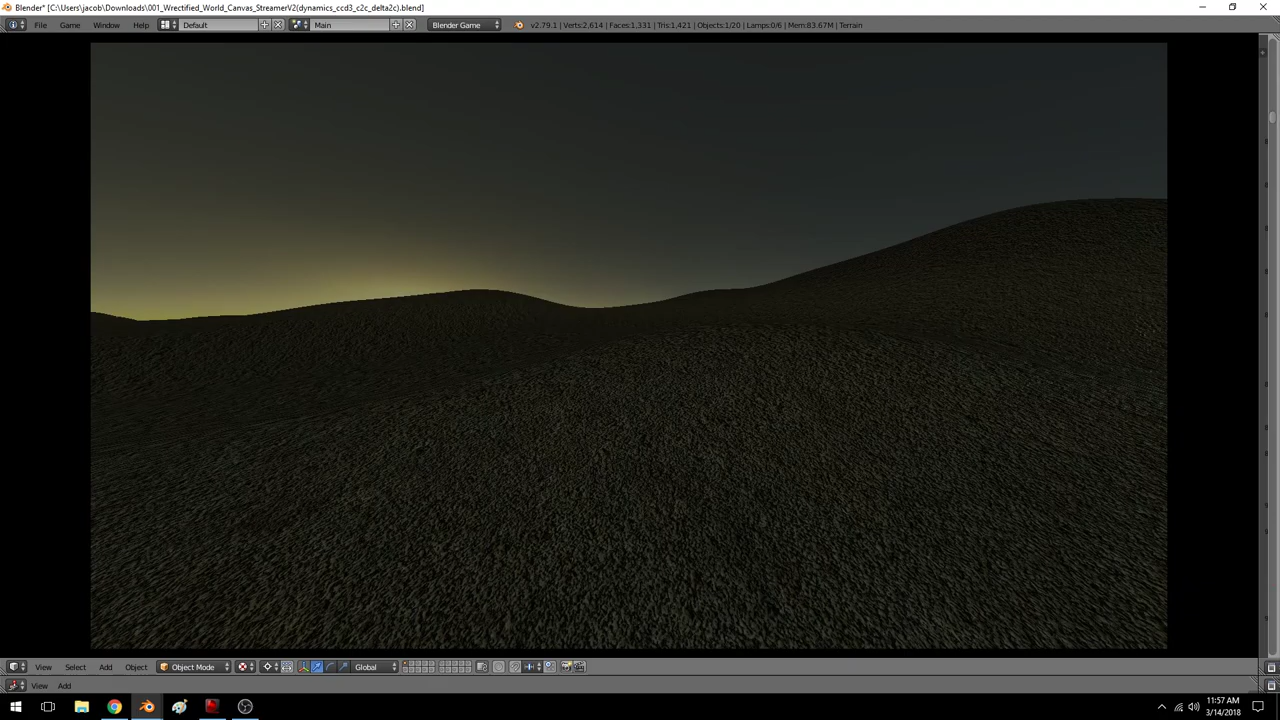 Blender* [C:\Users\jacob\Downloads\001_Wrectified_World_Canvas_StreamerV2(dynamics_ccd3_c2c_delta2c).blend]
File Game Window Help Default Main Blender Game v2.79.1 | Verts:2,614 | Faces:1,331 | Tris:1,421 | Objects:1/20 | Lamps:0/6 | Mem:83.67M | Terrain
View Select Add Object Object Mode Global
View Add
11:57 AM
3/14/2018